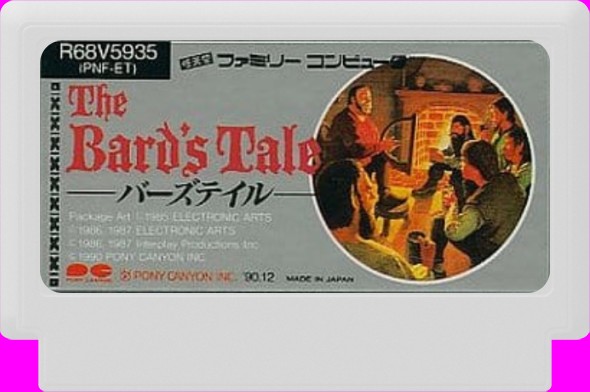 R68V5935
(PNF-ET)
ファミリー コンピュータ
The
Bard's Tale
バーズテイル
Package Art © 1985 ELECTRONIC ARTS
© 1986, 1987 ELECTRONIC ARTS
© 1986, 1987 Interplay Productions Inc
© 1990 PONY CANYON INC.
PONY CANYON
PONY CANYON INC. '90.12 MADE IN JAPAN